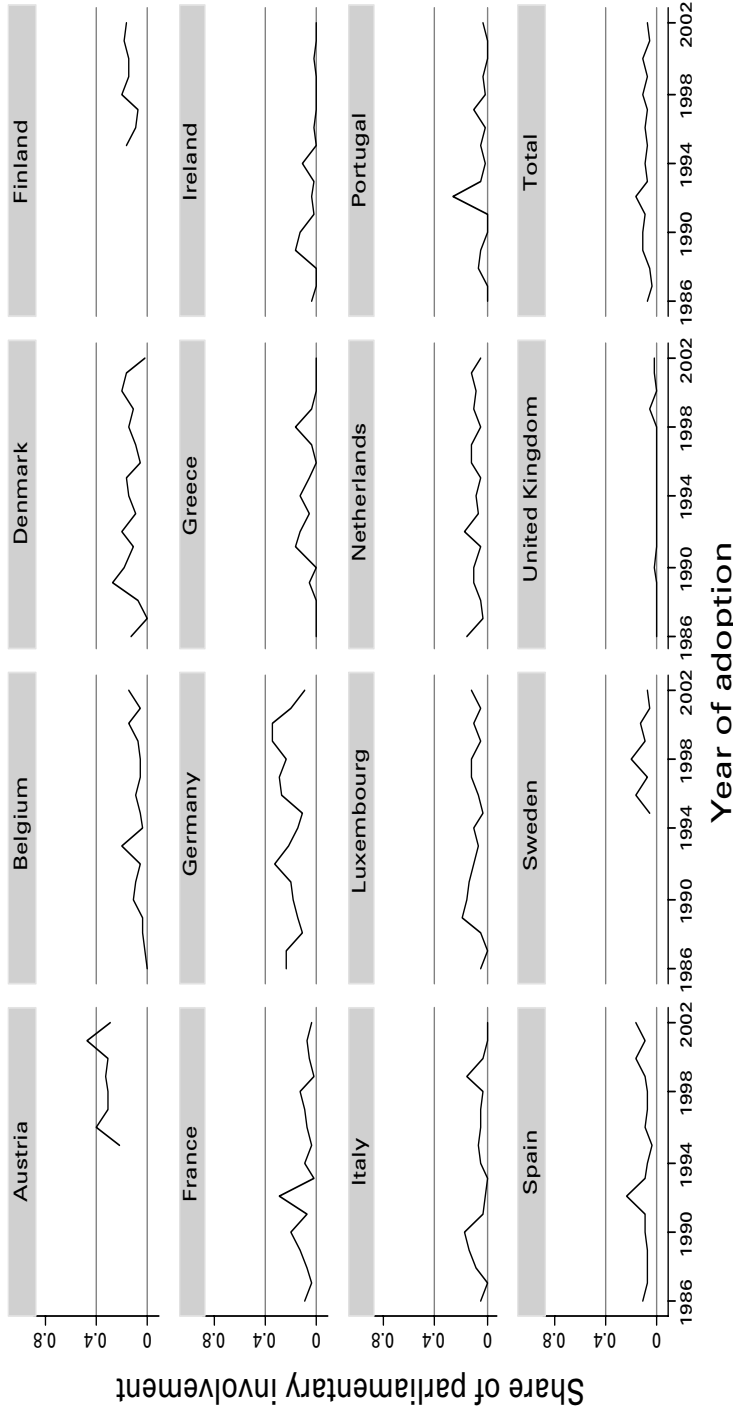 Austria
Belgium
Denmark
Finland
0.8
0.4
0
France
Germany
Greece
Ireland
0.8
0.4
0
Italy
Luxembourg
Netherlands
Portugal
0.8
0.4
0
Spain
Sweden
United Kingdom
Total
0.8
0.4
0
1986 1990 1994 1998 2002
1986 1990 1994 1998 2002
1986 1990 1994 1998 2002
1986 1990 1994 1998 2002
Share of parliamentary involvement
Year of adoption